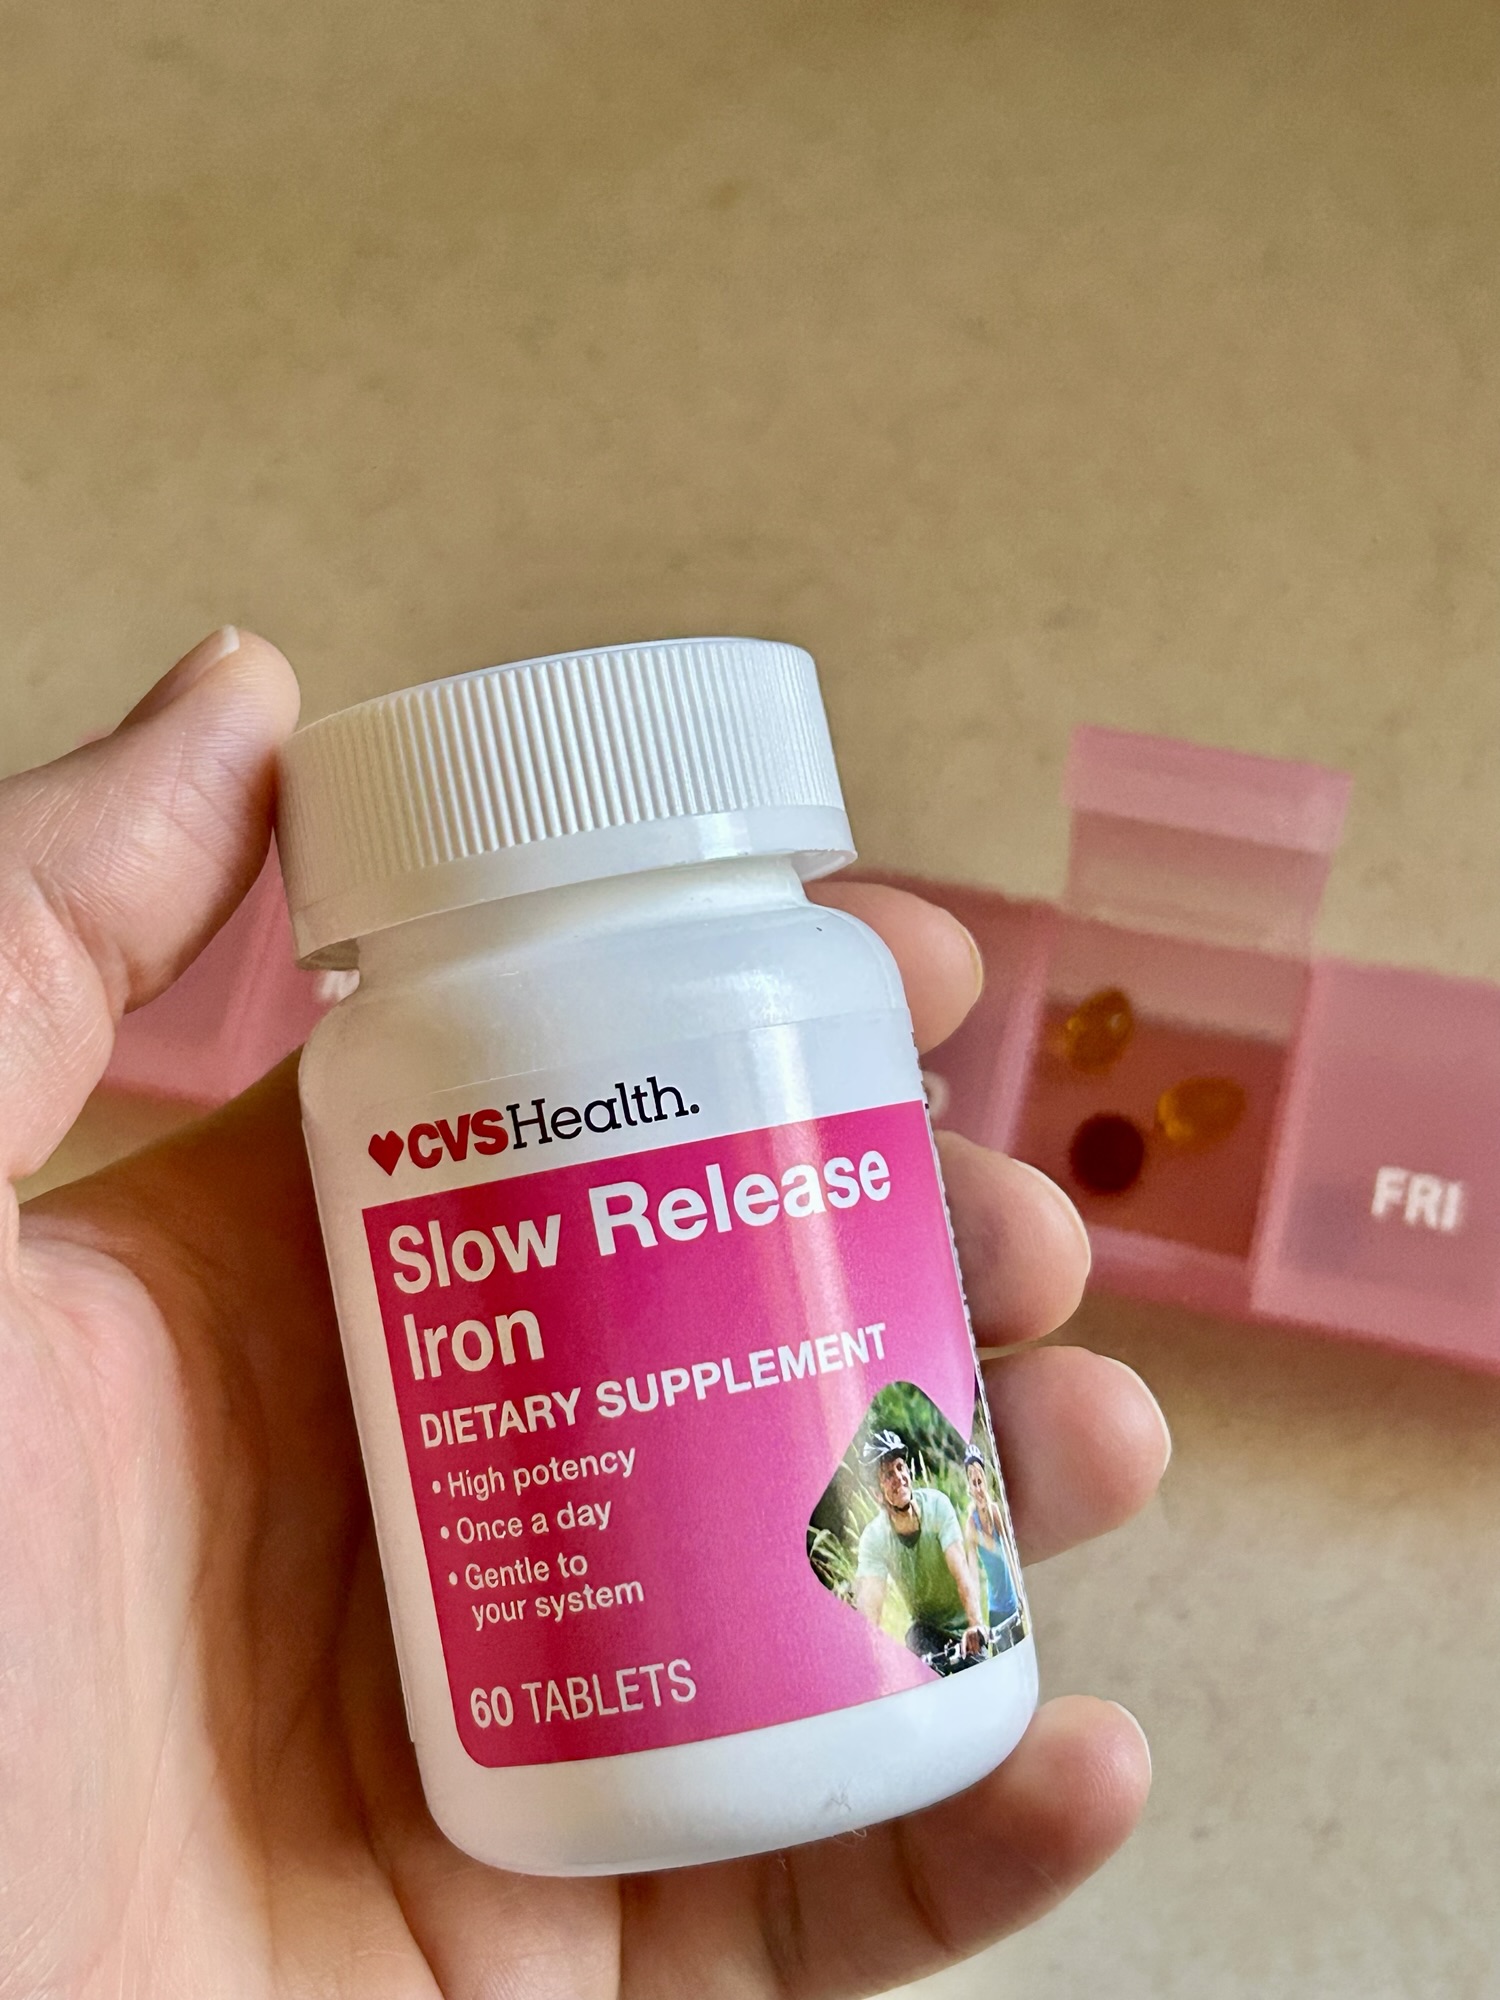 CVSHealth.
Slow Release
Iron
DIETARY SUPPLEMENT
• High potency
• Once a day
• Gentle to
your system
60 TABLETS
FRI